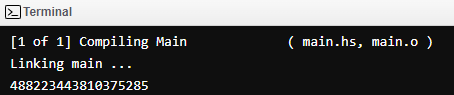 Terminal
[1 of 1] Compiling Main ( main.hs, main.o )
Linking main ...
488223443810375285